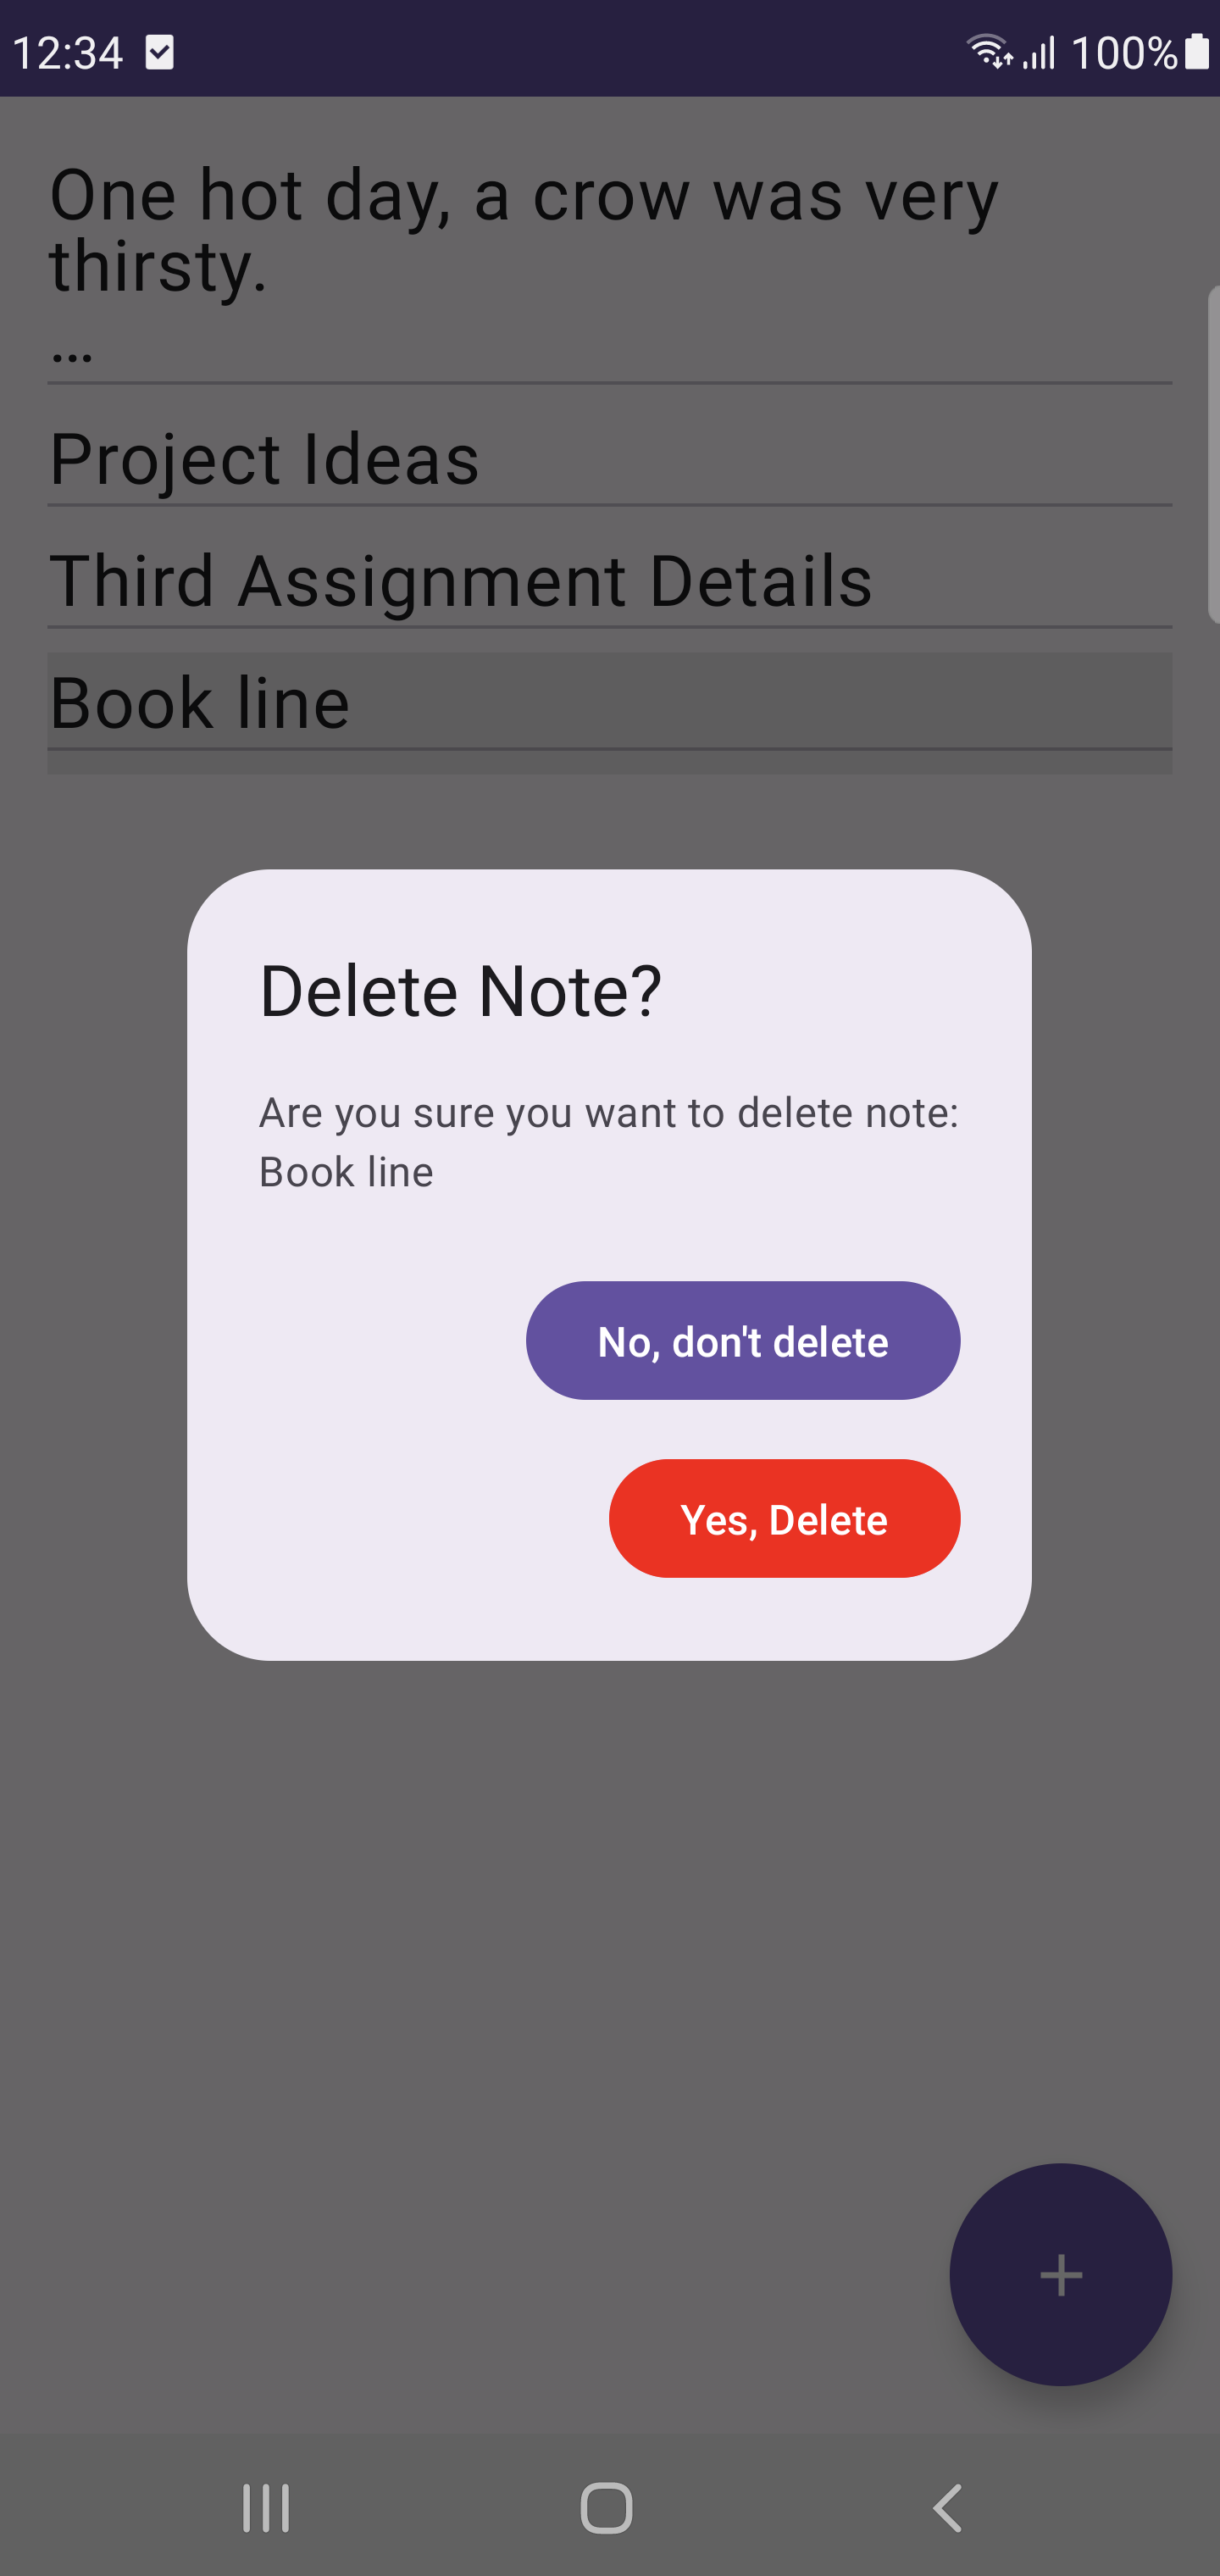 12:34 100%
One hot day, a crow was very
thirsty.
...
Project Ideas
Third Assignment Details
Book line
Delete Note?
Are you sure you want to delete note:
Book line
No, don't delete
Yes, Delete
+